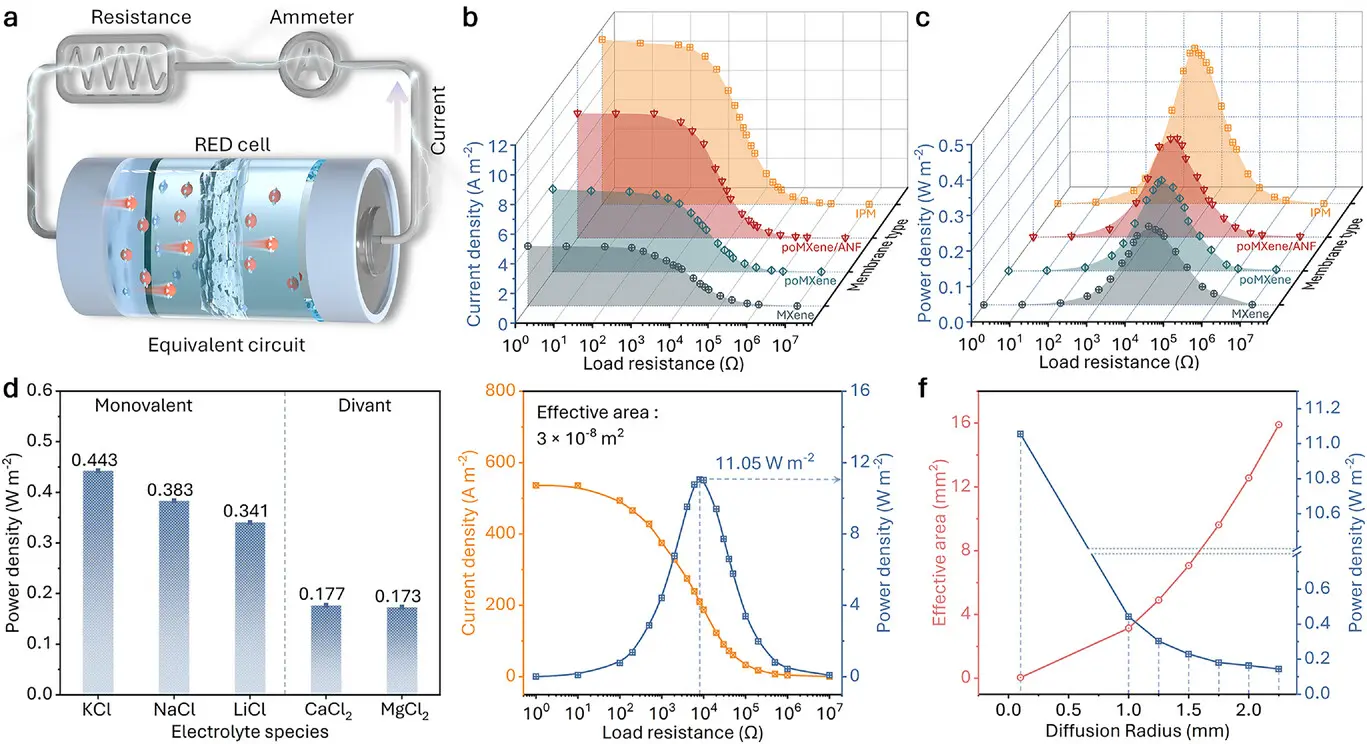 a
Resistance
Ammeter
A
Current
RED cell
Equivalent circuit
b
Current density (A m-2)
12
10
8
6
4
2
0
10⁰ 10¹ 10² 10³ 10⁴ 10⁵ 10⁶ 10⁷
Load resistance (Ω)
IPM
poMXene/ANF
poMXene
MXene
Membrane type
c
Power density (W m-2)
0.5
0.4
0.3
0.2
0.1
0.0
10⁰ 10¹ 10² 10³ 10⁴ 10⁵ 10⁶ 10⁷
Load resistance (Ω)
IPM
poMXene/ANF
poMXene
MXene
Membrane type
d
Power density (W m-2)
0.6
0.5
0.4
0.3
0.2
0.1
0.0
Monovalent
Divant
0.443
0.383
0.341
0.177
0.173
KCl NaCl LiCl CaCl₂ MgCl₂
Electrolyte species
Current density (A m-2)
800
600
400
200
0
Effective area :
3 × 10-8 m2
11.05 W m-2
16
12
8
4
0
Power density (W m-2)
10⁰ 10¹ 10² 10³ 10⁴ 10⁵ 10⁶ 10⁷
Load resistance (Ω)
f
Effective area (mm2)
16
12
8
4
0
11.2
11.0
10.8
10.6
0.6
0.4
0.2
0.0
Power density (W m-2)
0.0 0.5 1.0 1.5 2.0
Diffusion Radius (mm)